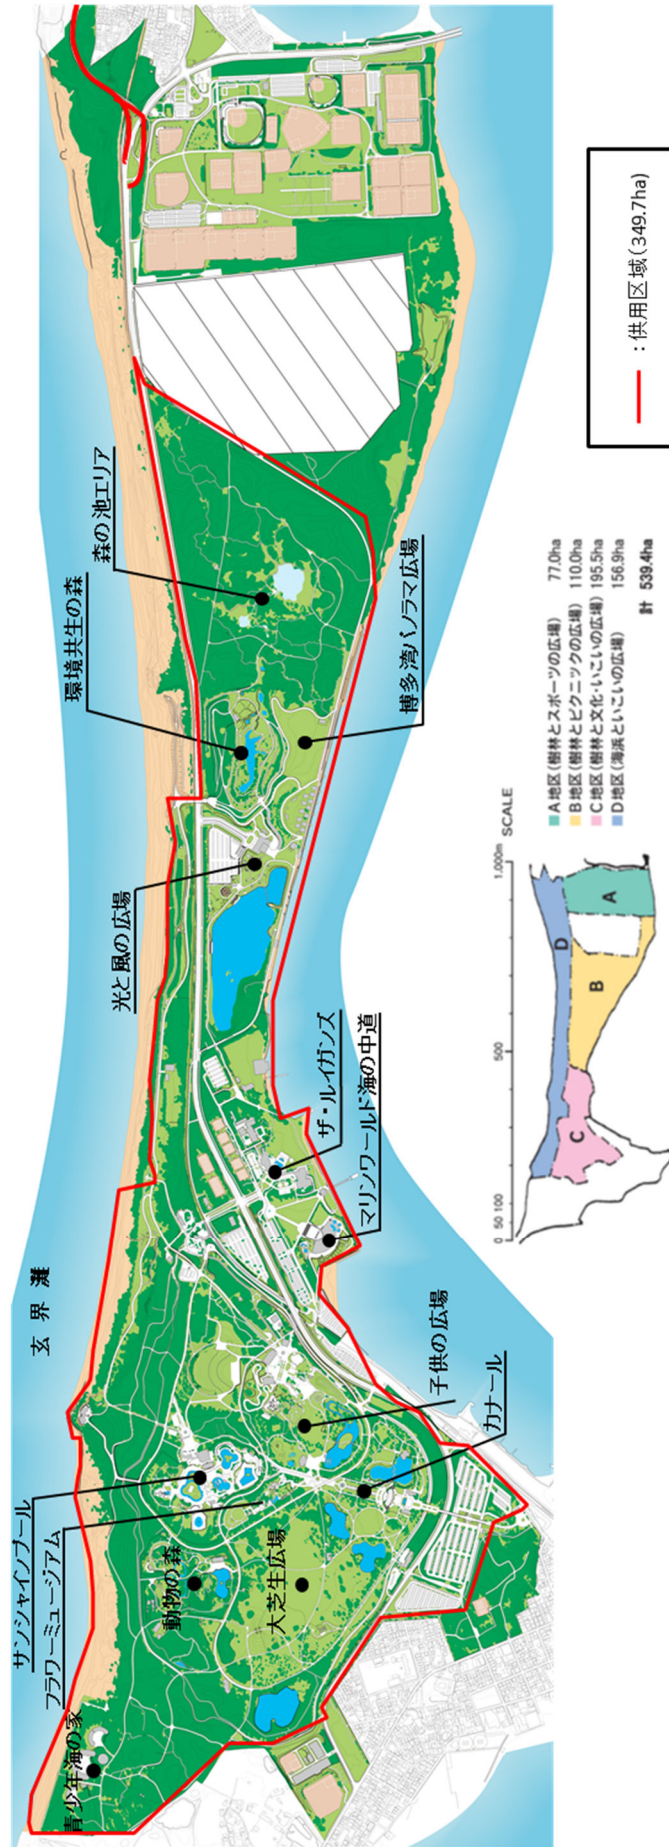 玄界灘
青少年海の家
フラワーミュージアム
サンシャインプール
動物の森
大芝生広場
カナール
子供の広場
マリンワールド海の中道
ザ・ルイガンズ
光と風の広場
環境共生の森
博多湾パノラマ広場
森の池エリア
0 50 100 500 1,000m SCALE
D
C
B
A
A地区(樹林とスポーツの広場) 77.0ha
B地区(樹林とピクニックの広場) 110.0ha
C地区(樹林と文化・いこいの広場) 195.5ha
D地区(海浜といこいの広場) 156.9ha
計 539.4ha
:供用区域(349.7ha)